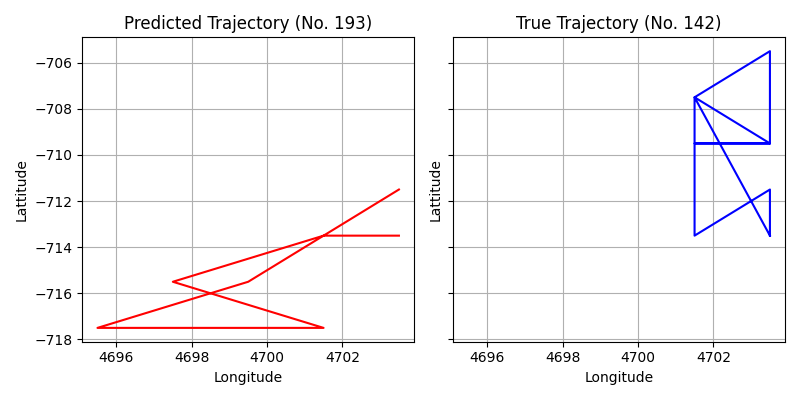 Predicted Trajectory (No. 193)
True Trajectory (No. 142)
Lattitude
−706
−708
−710
−712
−714
−716
−718
4696
4698
4700
4702
Longitude
Lattitude
4696
4698
4700
4702
Longitude